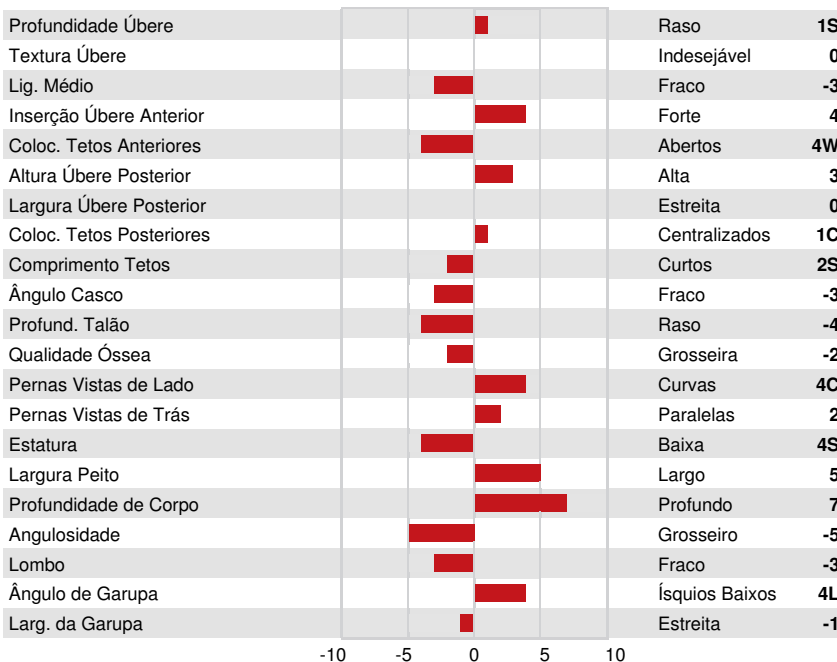 Profundidade Úbere Raso 1S
Textura Úbere Indesejável 0
Lig. Médio Fraco -3
Inserção Úbere Anterior Forte 4
Coloc. Tetos Anteriores Abertos 4W
Altura Úbere Posterior Alta 3
Largura Úbere Posterior Estreita 0
Coloc. Tetos Posteriores Centralizados 1C
Comprimento Tetos Curtos 2S
Ângulo Casco Fraco -3
Profund. Talão Raso -4
Qualidade Óssea Grosseira -2
Pernas Vistas de Lado Curvas 4C
Pernas Vistas de Trás Paralelas 2
Estatura Baixa 4S
Largura Peito Largo 5
Profundidade de Corpo Profundo 7
Angulosidade Grosseiro -5
Lombo Fraco -3
Ângulo de Garupa Ísquios Baixos 4L
Larg. da Garupa Estreita -1
-10 -5 0 5 10